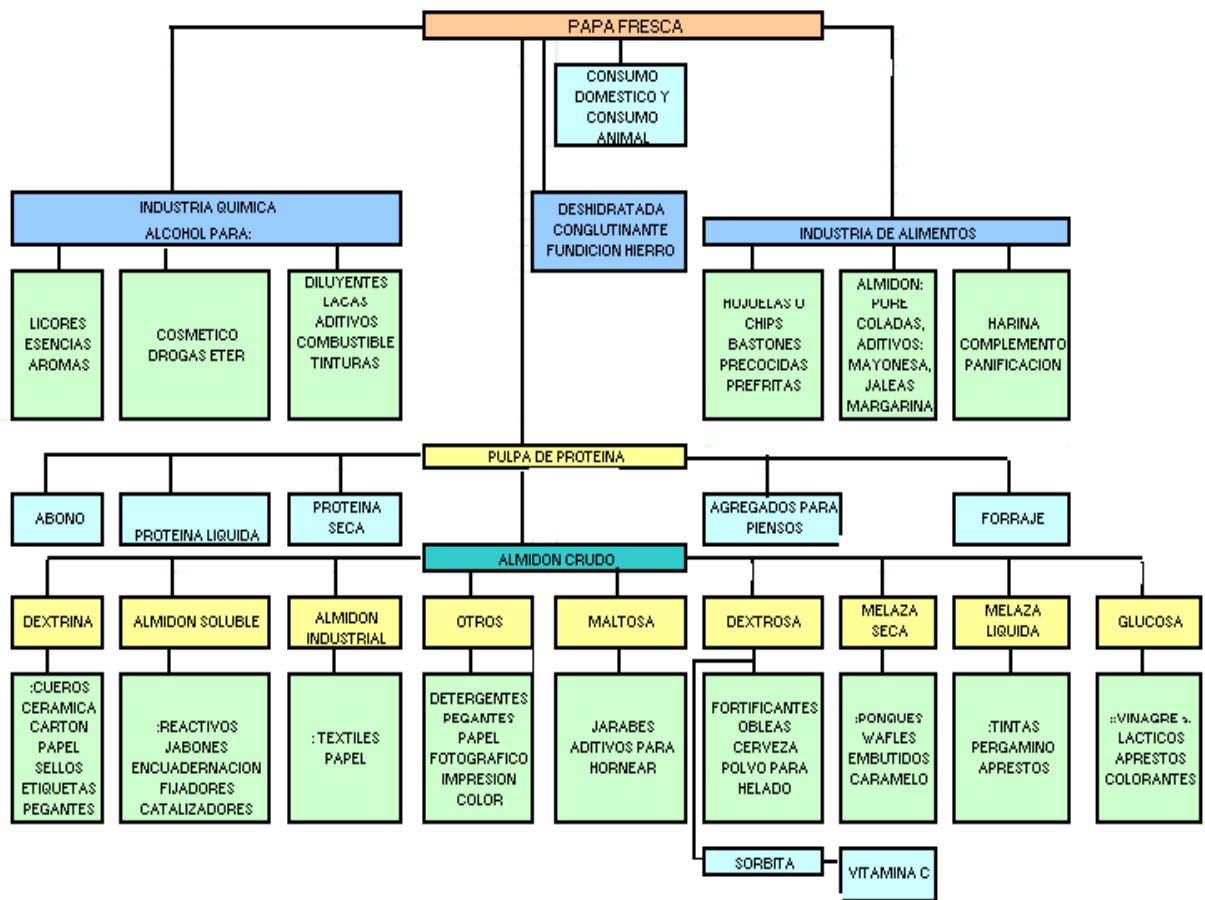 PAPA FRESCA
CONSUMO
DOMESTICO Y
CONSUMO
ANIMAL
INDUSTRIA QUIMICA
ALCOHOL PARA:
DESHIDRATADA
CONGLUTINANTE
FUNDICION HIERRO
INDUSTRIA DE ALIMENTOS
LICORES
ESENCIAS
AROMAS
COSMETICO
DROGAS ETER
DILUYENTES
LACAS
ADITIVOS
COMBUSTIBLE
TINTURAS
HOJUELAS O
CHIPS
BASTONES
PRECOCIDAS
PREFRITAS
ALMIDON:
PURE
COLADAS,
ADITIVOS:
MAYONESA,
JALEAS
MARGARINA
HARINA
COMPLEMENTO
PANIFICACION
PULPA DE PROTEINA
ABONO
PROTEINA LIQUIDA
PROTEINA
SECA
AGREGADOS PARA
PIENSOS
FORRAJE
ALMIDON CRUDO
DEXTRINA
ALMIDON SOLUBLE
ALMIDON
INDUSTRIAL
OTROS
MALTOSA
DEXTROSA
MELAZA
SECA
MELAZA
LIQUIDA
GLUCOSA
:CUEROS
CERAMICA
CARTON
PAPEL
SELLOS
ETIQUETAS
PEGANTES
:REACTIVOS
JABONES
ENCUADERNACION
FIJADORES
CATALIZADORES
: TEXTILES
PAPEL
DETERGENTES
PEGANTES
PAPEL
FOTOGRAFICO
IMPRESION
COLOR
JARABES
ADITIVOS PARA
HORNEAR
FORTIFICANTES
OBLEAS
CERVEZA
POLVO PARA
HELADO
:PONQUES
WAFLES
EMBUTIDOS
CARAMELO
:TINTAS
PERGAMINO
APRESTOS
::VINAGRE
LACTICOS
APRESTOS
COLORANTES
SORBITA
VITAMINA C